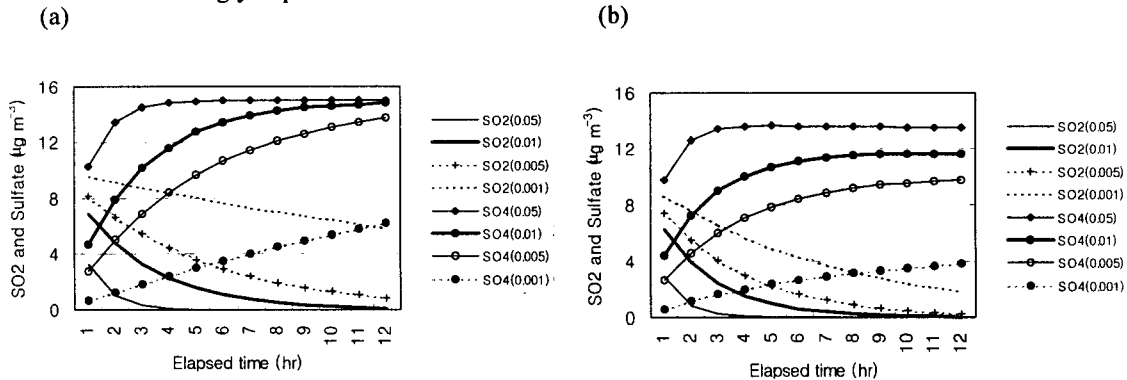 (a)
(b)
SO2 and Sulfate (µg m⁻³)
16
12
8
4
0
1 2 3 4 5 6 7 8 9 10 11 12
Elapsed time (hr)
SO2(0.05)
SO2(0.01)
SO2(0.005)
SO2(0.001)
SO4(0.05)
SO4(0.01)
SO4(0.005)
SO4(0.001)
SO2 and Sulfate (µg m⁻³)
16
12
8
4
0
1 2 3 4 5 6 7 8 9 10 11 12
Elapsed time (hr)
SO2(0.05)
SO2(0.01)
SO2(0.005)
SO2(0.001)
SO4(0.05)
SO4(0.01)
SO4(0.005)
SO4(0.001)